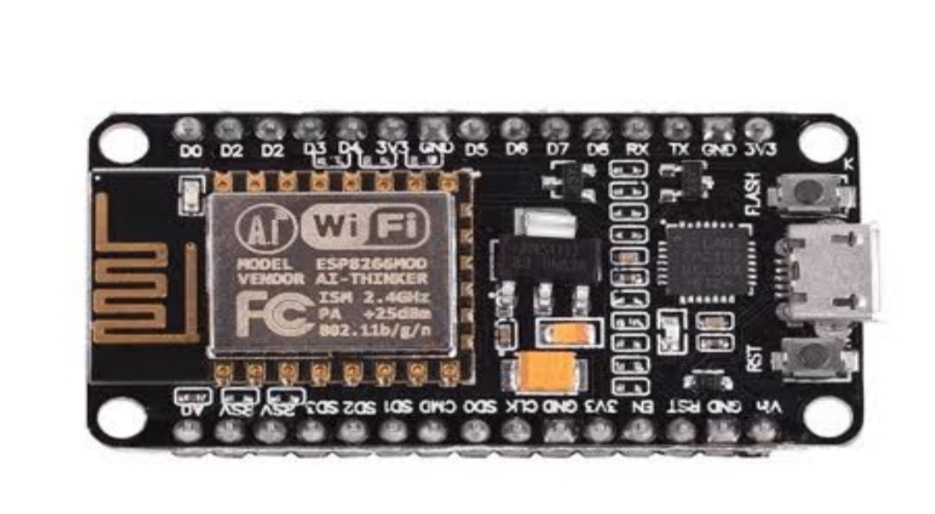 D0 D2 D2 D3 D4 3V3 GND D5 D6 D7 D8 RX TX GND 3V3
FLASH
Ai WiFi
MODEL ESP8266MOD
VENDOR AI-THINKER
FC ISM 2.4GHz
PA +25dBm
802.11b/g/n
RST
Vin GND RST EN 3V3 GND CLK SD0 CMD SD1 SD2 SD3 RSV RSV A0